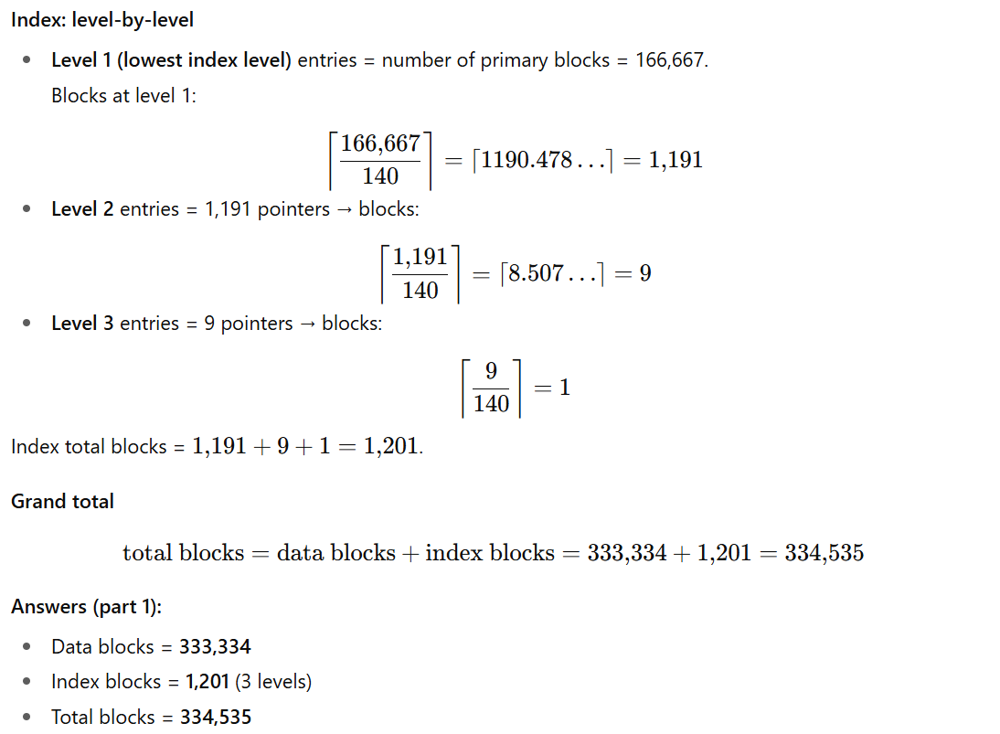 Index: level-by-level
• Level 1 (lowest index level) entries = number of primary blocks = 166,667.
Blocks at level 1:
⌈166,667/140⌉ = ⌈1190.478…⌉ = 1,191
• Level 2 entries = 1,191 pointers → blocks:
⌈1,191/140⌉ = ⌈8.507…⌉ = 9
• Level 3 entries = 9 pointers → blocks:
⌈9/140⌉ = 1
Index total blocks = 1,191 + 9 + 1 = 1,201.
Grand total
total blocks = data blocks + index blocks = 333,334 + 1,201 = 334,535
Answers (part 1):
• Data blocks = 333,334
• Index blocks = 1,201 (3 levels)
• Total blocks = 334,535